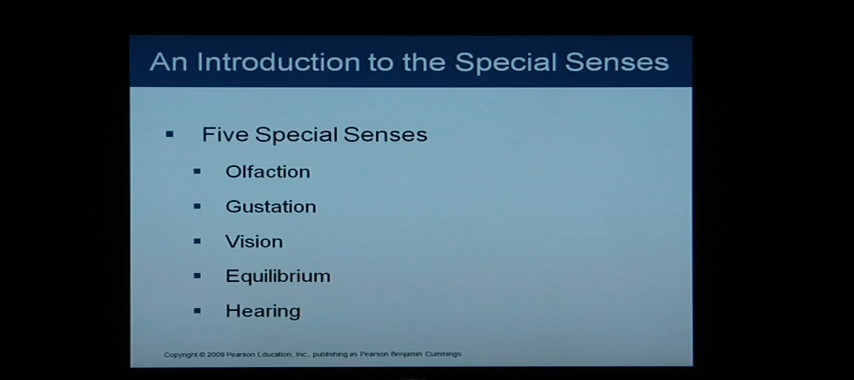 An Introduction to the Special Senses
▪ Five Special Senses
▪ Olfaction
▪ Gustation
▪ Vision
▪ Equilibrium
▪ Hearing
Copyright © 2009 Pearson Education, Inc., publishing as Pearson Benjamin Cummings